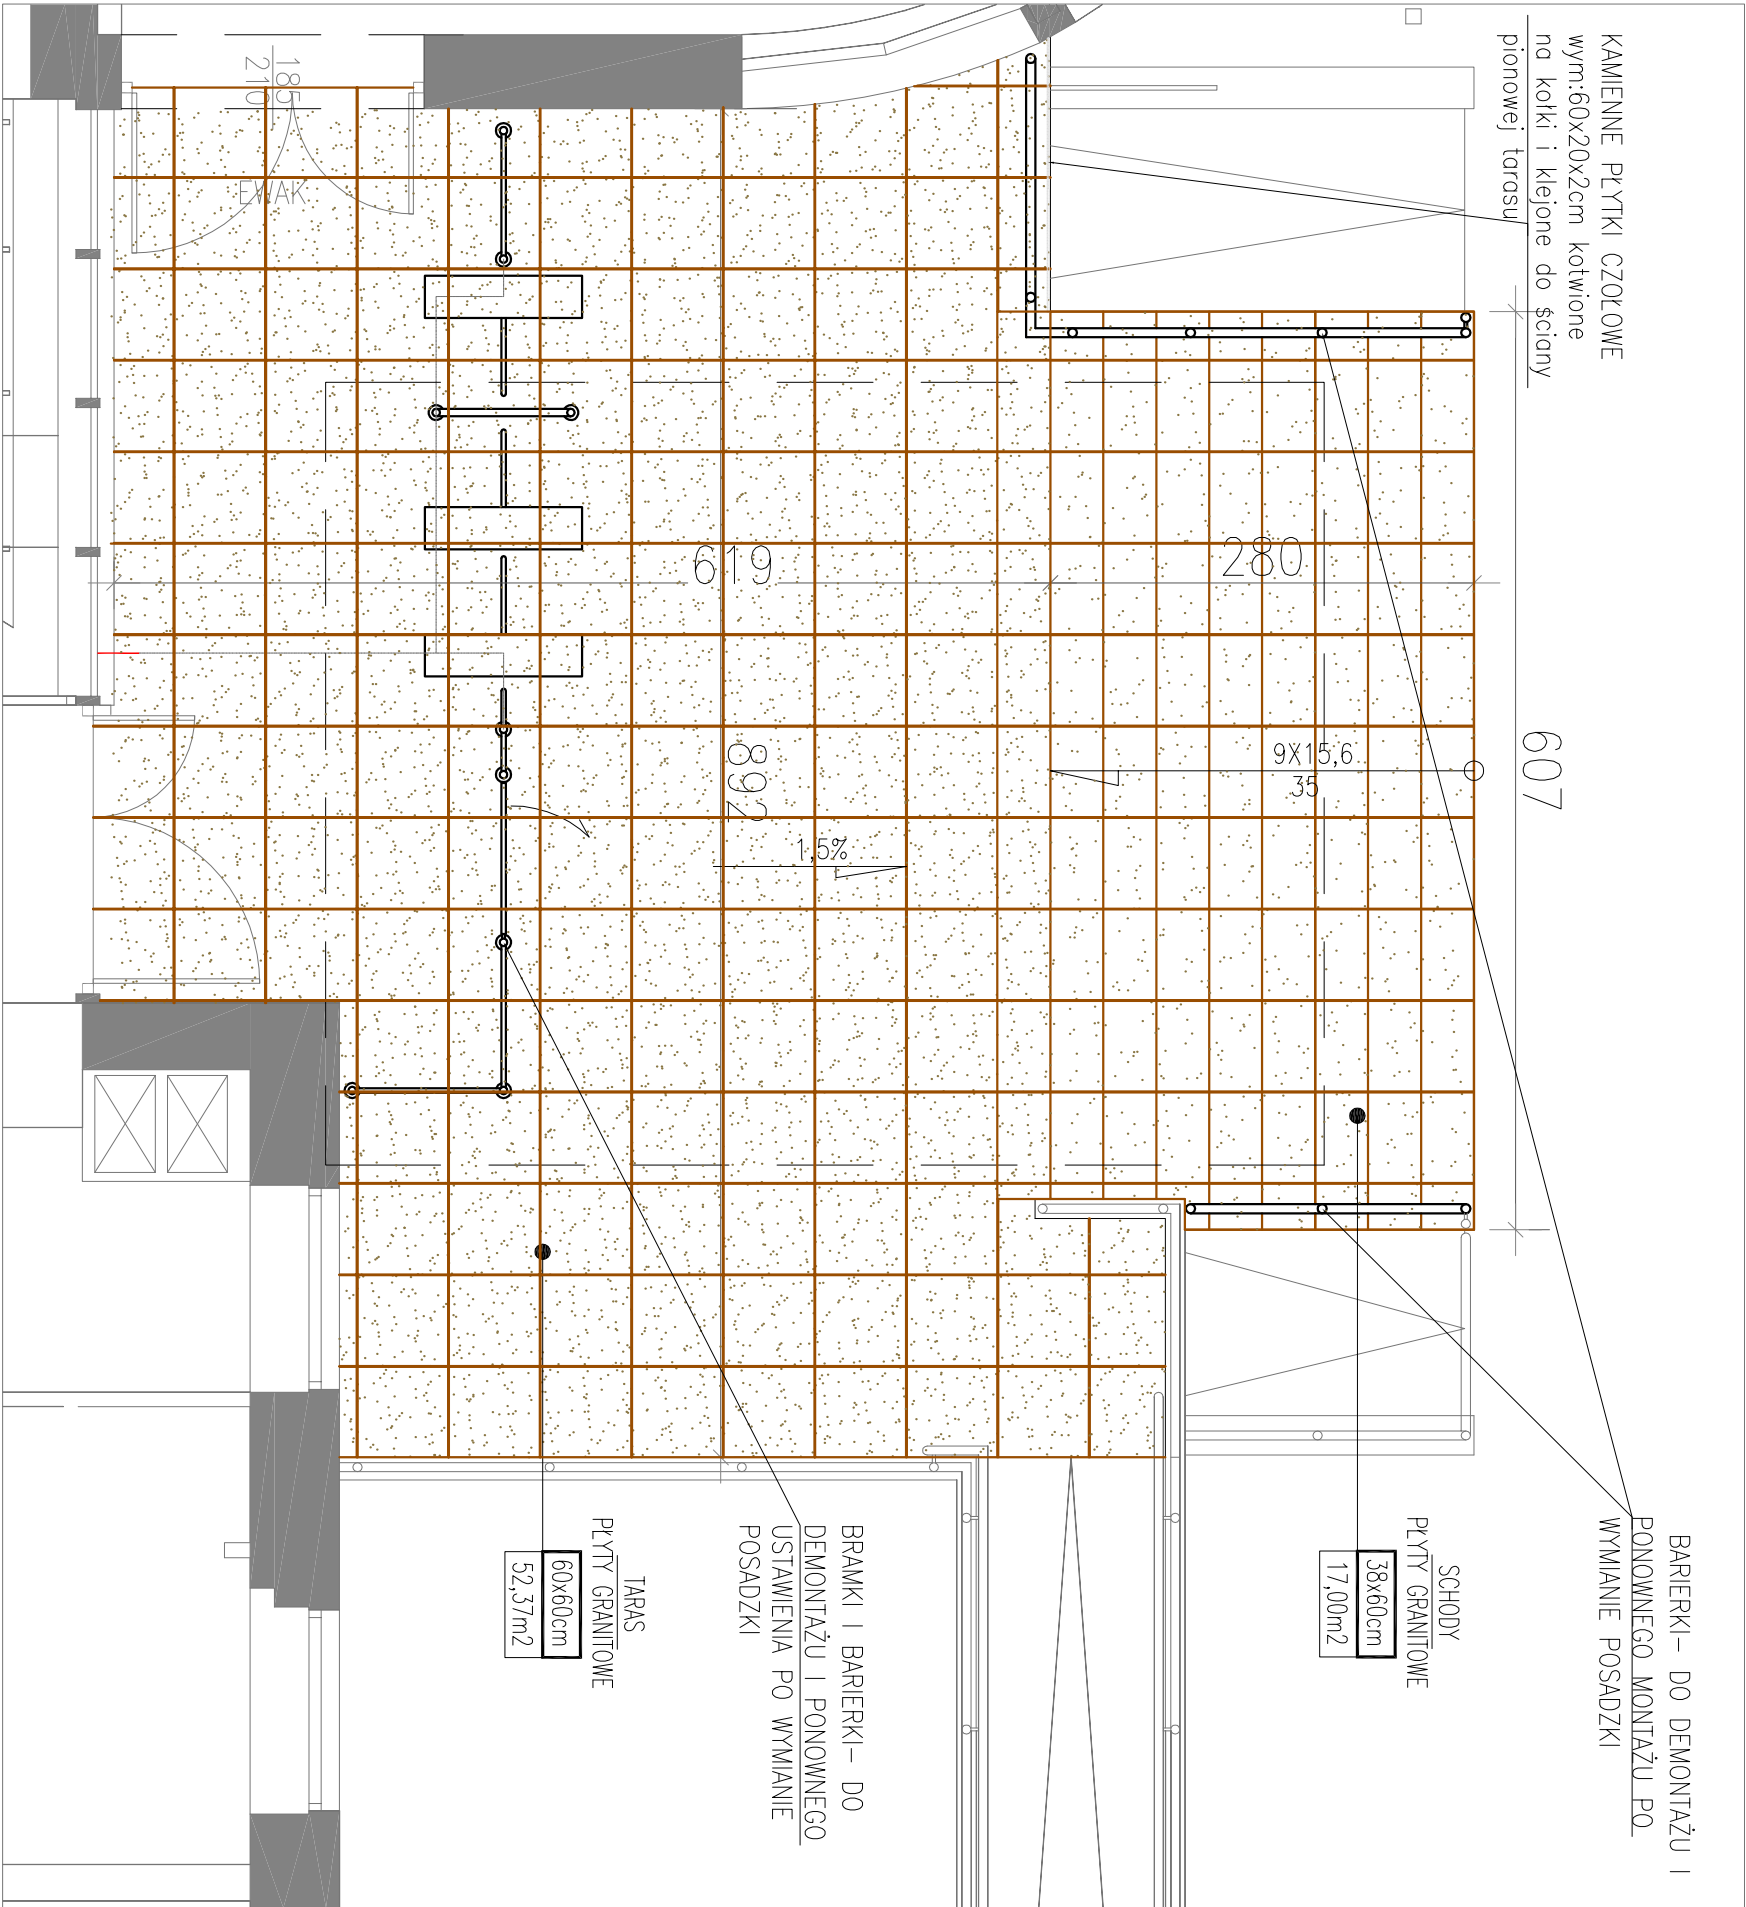 KAMIENNE PŁYTKI CZOŁOWE
wym:60x20x2cm kotwione
na kołki i klejone do ściany
pionowej tarasu
185
210
EWAK
619
280
607
892
9X15,6
35
1,5%
BARIERKI- DO DEMONTAŻU I
PONOWNEGO MONTAŻU PO
WYMIANIE POSADZKI
SCHODY
PŁYTY GRANITOWE
38x60cm
17,00m2
BRAMKI I BARIERKI- DO
DEMONTAŻU I PONOWNEGO
USTAWIENIA PO WYMIANIE
POSADZKI
TARAS
PŁYTY GRANITOWE
60x60cm
52,37m2